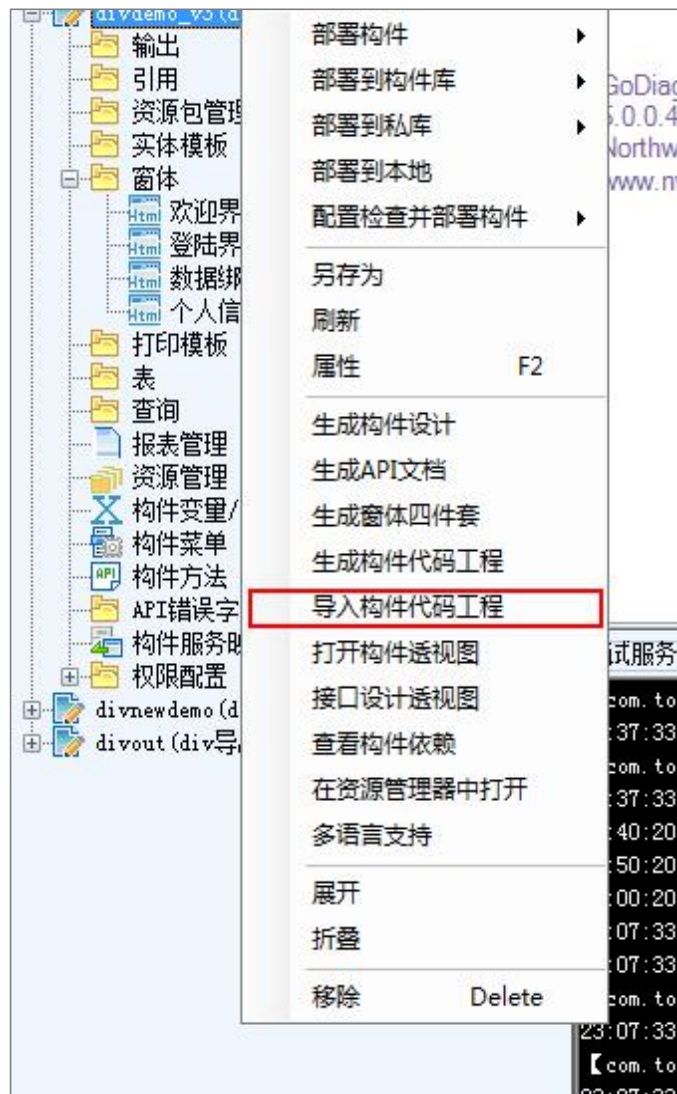 divdemo_v5(d
输出
引用
资源包管理
实体模板
窗体
欢迎界
登陆界
数据绑
个人信
打印模板
表
查询
报表管理
资源管理
构件变量/
构件菜单
构件方法
API错误字
构件服务
权限配置
divnewdemo(d
divout(div导
部署构件
部署到构件库
部署到私库
部署到本地
配置检查并部署构件
另存为
刷新
属性 F2
生成构件设计
生成API文档
生成窗体四件套
生成构件代码工程
导入构件代码工程
打开构件透视图
接口设计透视图
查看构件依赖
在资源管理器中打开
多语言支持
展开
折叠
移除 Delete
GoDiag
5.0.0.4
Northw
www.n
试服务
com.to
:37:33
com.to
:37:33
:40:20
:50:20
:00:20
:07:33
:07:33
com.to
23:07:33
【com.to